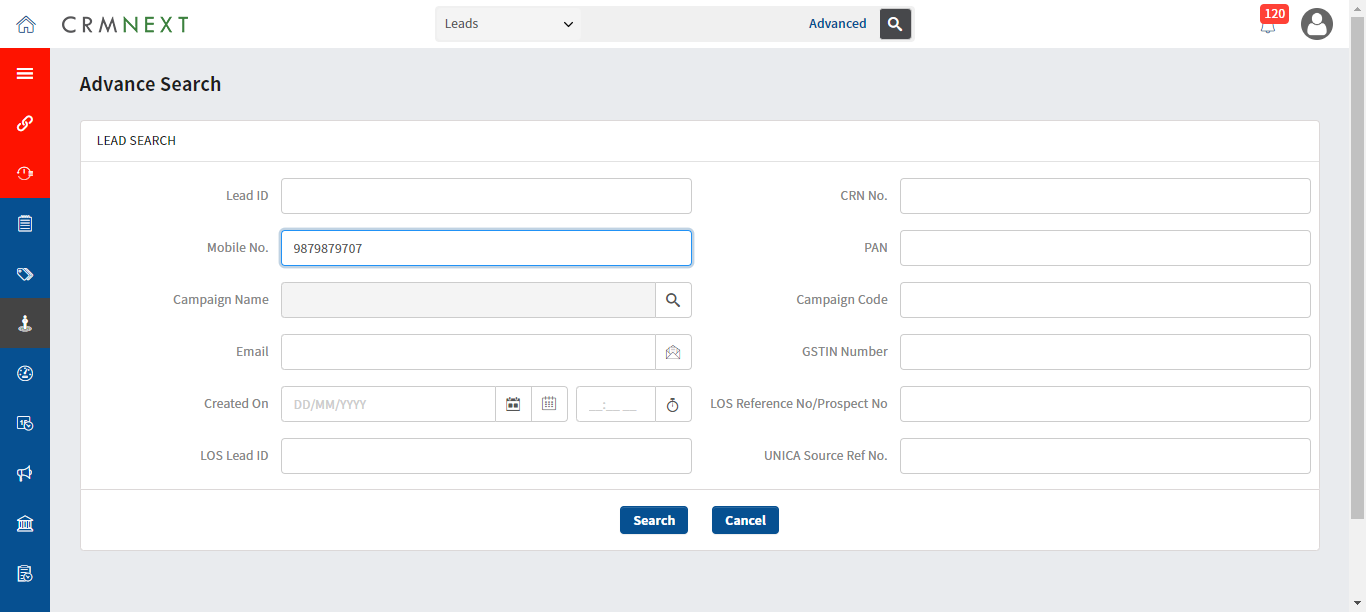 CRMNEXT
Leads
Advanced
120
Advance Search
LEAD SEARCH
Lead ID
CRN No.
Mobile No.
9879879707
PAN
Campaign Name
Campaign Code
Email
GSTIN Number
Created On
DD/MM/YYYY
__:__ __
LOS Reference No/Prospect No
LOS Lead ID
UNICA Source Ref No.
Search
Cancel